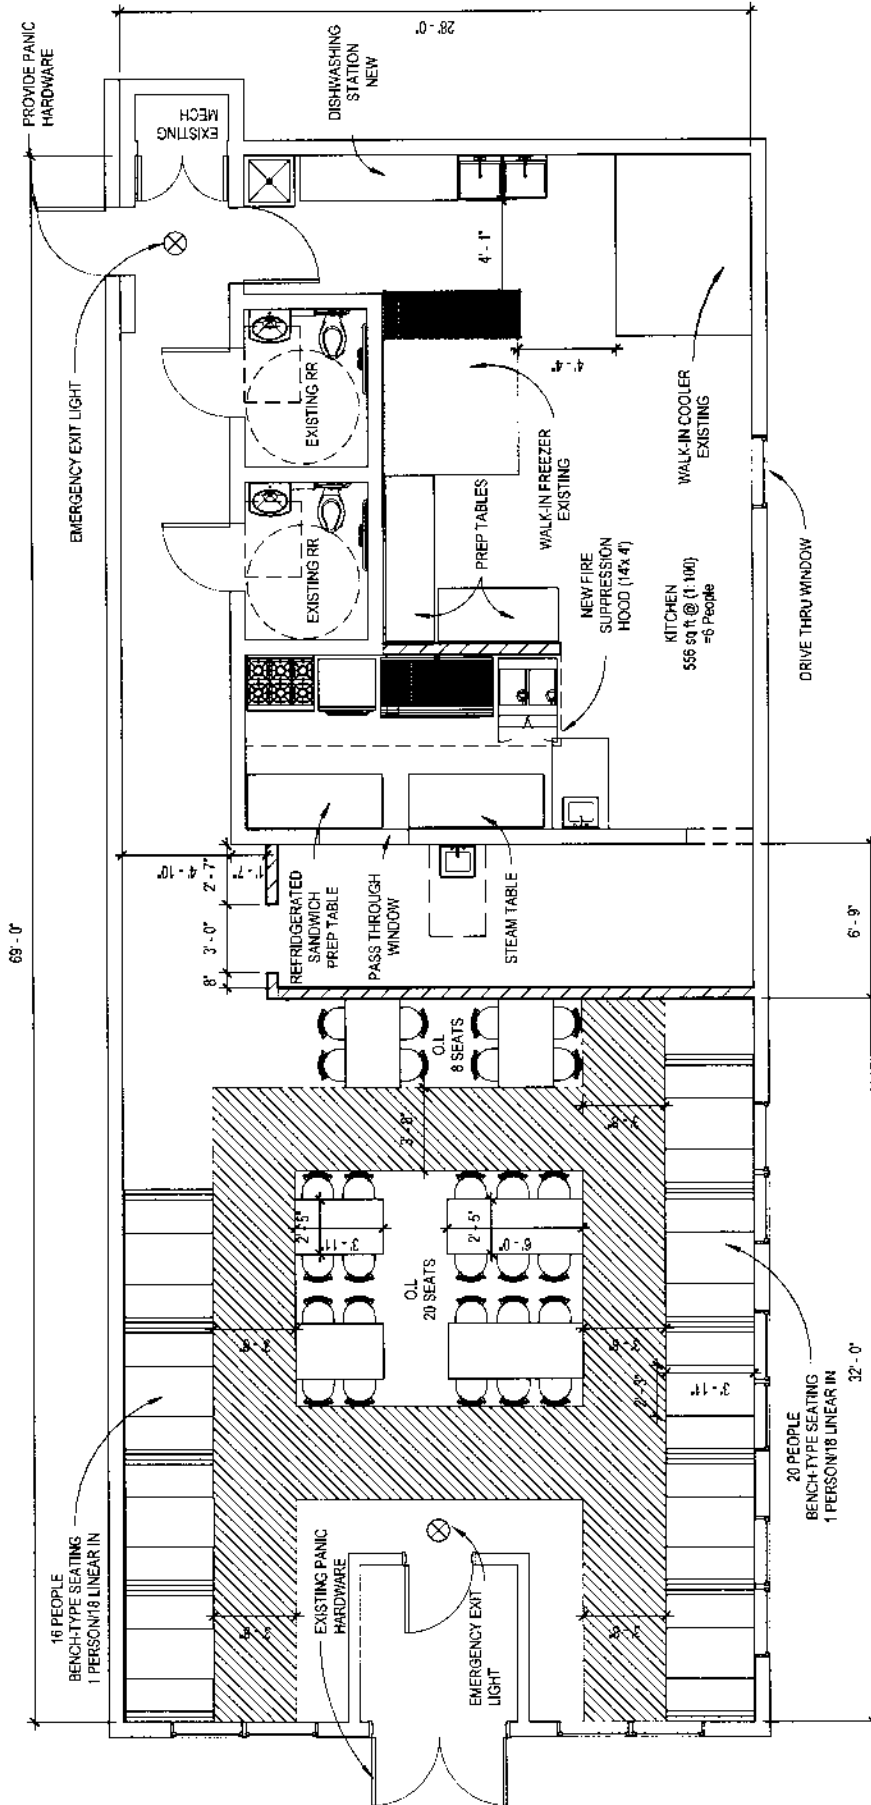 PROVIDE PANIC
HARDWARE
28' - 0"
EXISTING
MECH
DISHWASHING
STATION
NEW
EMERGENCY EXIT LIGHT
4' - 1"
4' - 4"
EXISTING RR
EXISTING RR
WALK-IN COOLER
EXISTING
WALK-IN FREEZER
EXISTING
PREP TABLES
NEW FIRE
SUPPRESSION
HOOD (14'x 4')
KITCHEN
556 sq ft @ (1:100)
=6 People
DRIVE THRU WINDOW
69' - 0"
4' - 10"
1' - 7"
2' - 7"
3' - 0"
8"
REFRIDGERATED
SANDWICH
PREP TABLE
PASS THROUGH
WINDOW
STEAM TABLE
6' - 9"
O.L
8 SEATS
3' - 8"
2' - 5"
3' - 11"
2' - 5"
6' - 0"
O.L
20 SEATS
2' - 3"
3' - 11"
16 PEOPLE
BENCH-TYPE SEATING
1 PERSON/18 LINEAR IN
20 PEOPLE
BENCH-TYPE SEATING
1 PERSON/18 LINEAR IN
32' - 0"
EXISTING PANIC
HARDWARE
EMERGENCY EXIT
LIGHT